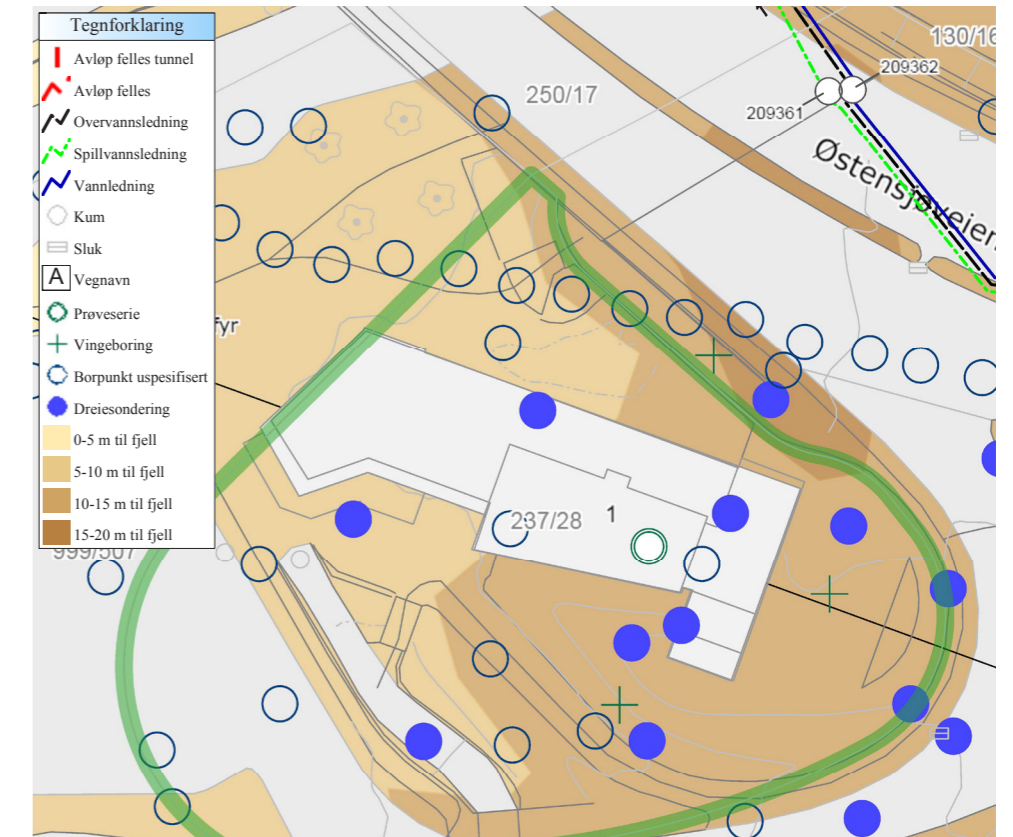 Tegnforklaring
Avløp felles tunnel
Avløp felles
Overvannsledning
Spillvannsledning
Vannledning
Kum
Sluk
A Vegnavn
Prøveserie
Vingeboring
Borpunkt uspesifisert
Dreiesondering
0-5 m til fjell
5-10 m til fjell
10-15 m til fjell
15-20 m til fjell
130/16
209362
250/17
209361
Østensjøveien
fyr
1
237/28
999/507